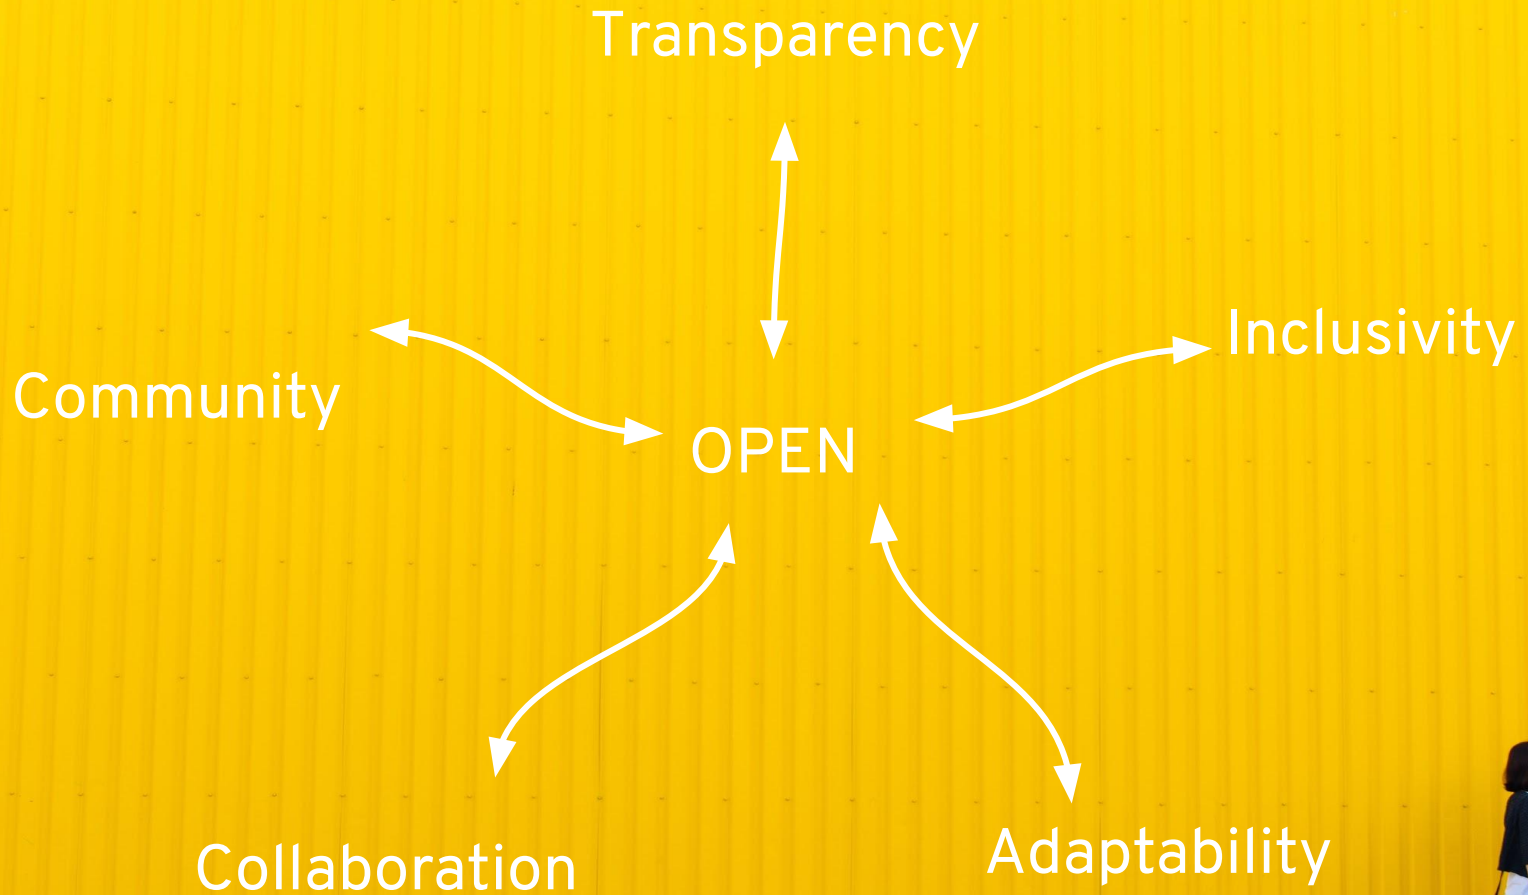 Transparency
Inclusivity
Community
OPEN
Adaptability
Collaboration